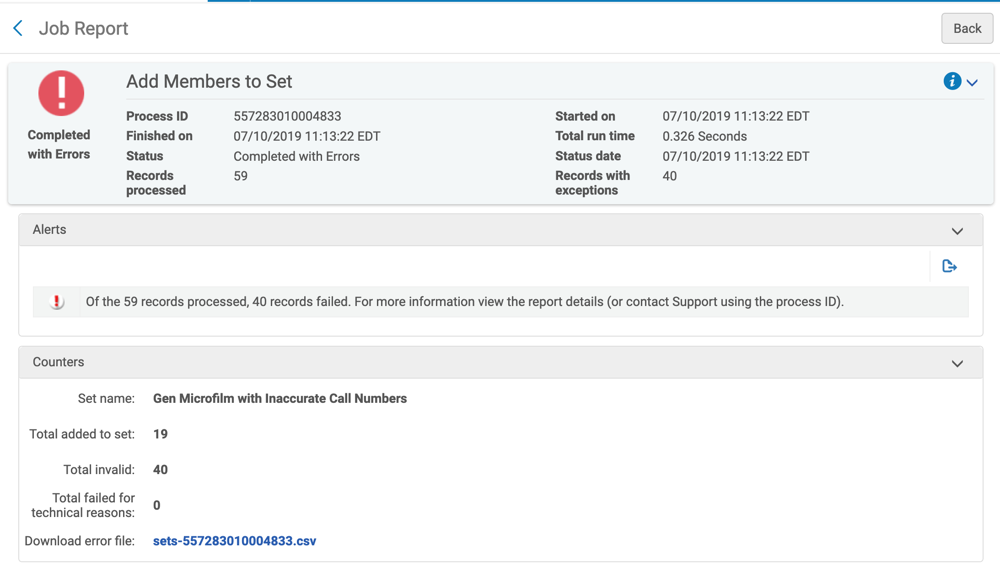 Job Report
Back
Add Members to Set
Completed
with Errors
Process ID 557283010004833 Started on 07/10/2019 11:13:22 EDT
Finished on 07/10/2019 11:13:22 EDT Total run time 0.326 Seconds
Status Completed with Errors Status date 07/10/2019 11:13:22 EDT
Records 59 Records with 40
processed exceptions
Alerts
Of the 59 records processed, 40 records failed. For more information view the report details (or contact Support using the process ID).
Counters
Set name: Gen Microfilm with Inaccurate Call Numbers
Total added to set: 19
Total invalid: 40
Total failed for
technical reasons: 0
Download error file: sets-557283010004833.csv